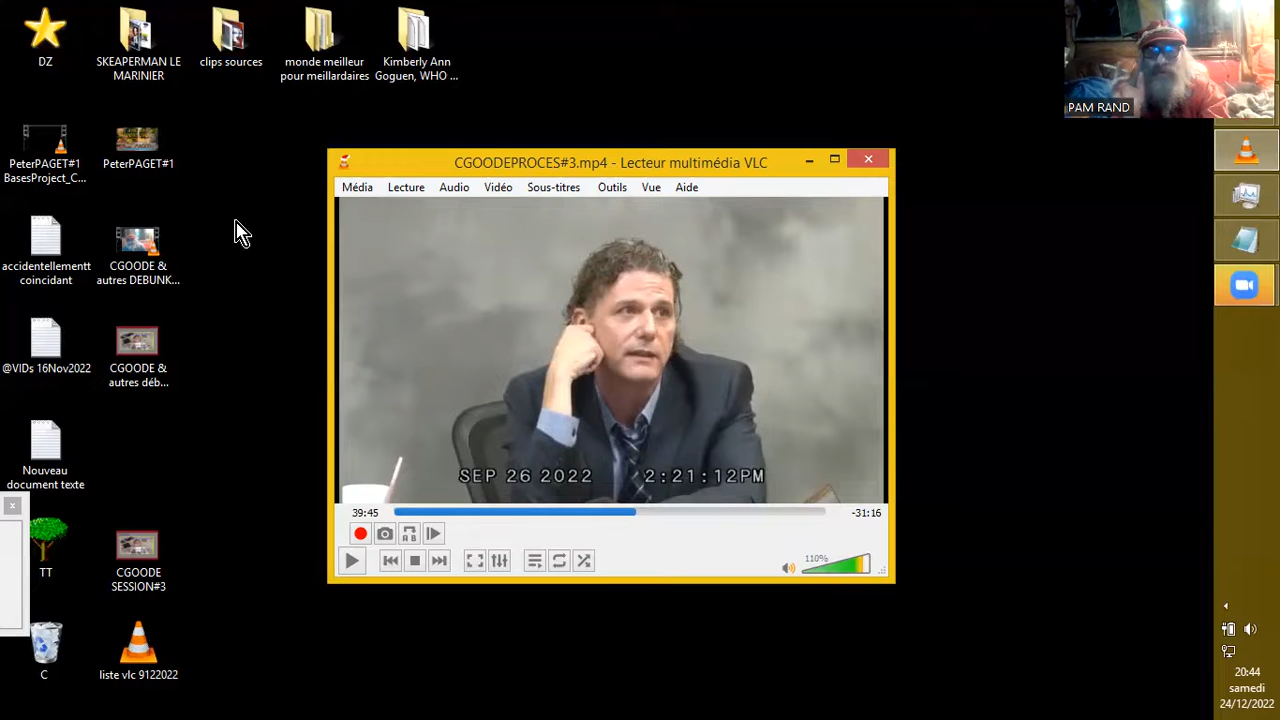 DZ
SKEAPERMAN LE
MARINIER
clips sources
monde meilleur
pour meillardaires
Kimberly Ann
Goguen, WHO ...
PAM RAND
PeterPAGET#1
BasesProject_C...
PeterPAGET#1
CGOODEPROCES#3.mp4 - Lecteur multimédia VLC
Média Lecture Audio Vidéo Sous-titres Outils Vue Aide
accidentellementt
coincidant
CGOODE &
autres DEBUNK...
@VIDs 16Nov2022
CGOODE &
autres déb...
Nouveau
document texte
SEP 26 2022 2:21:12PM
39:45
-31:16
A B
110%
TT
CGOODE
SESSION#3
C
liste vlc 9122022
20:44
samedi
24/12/2022